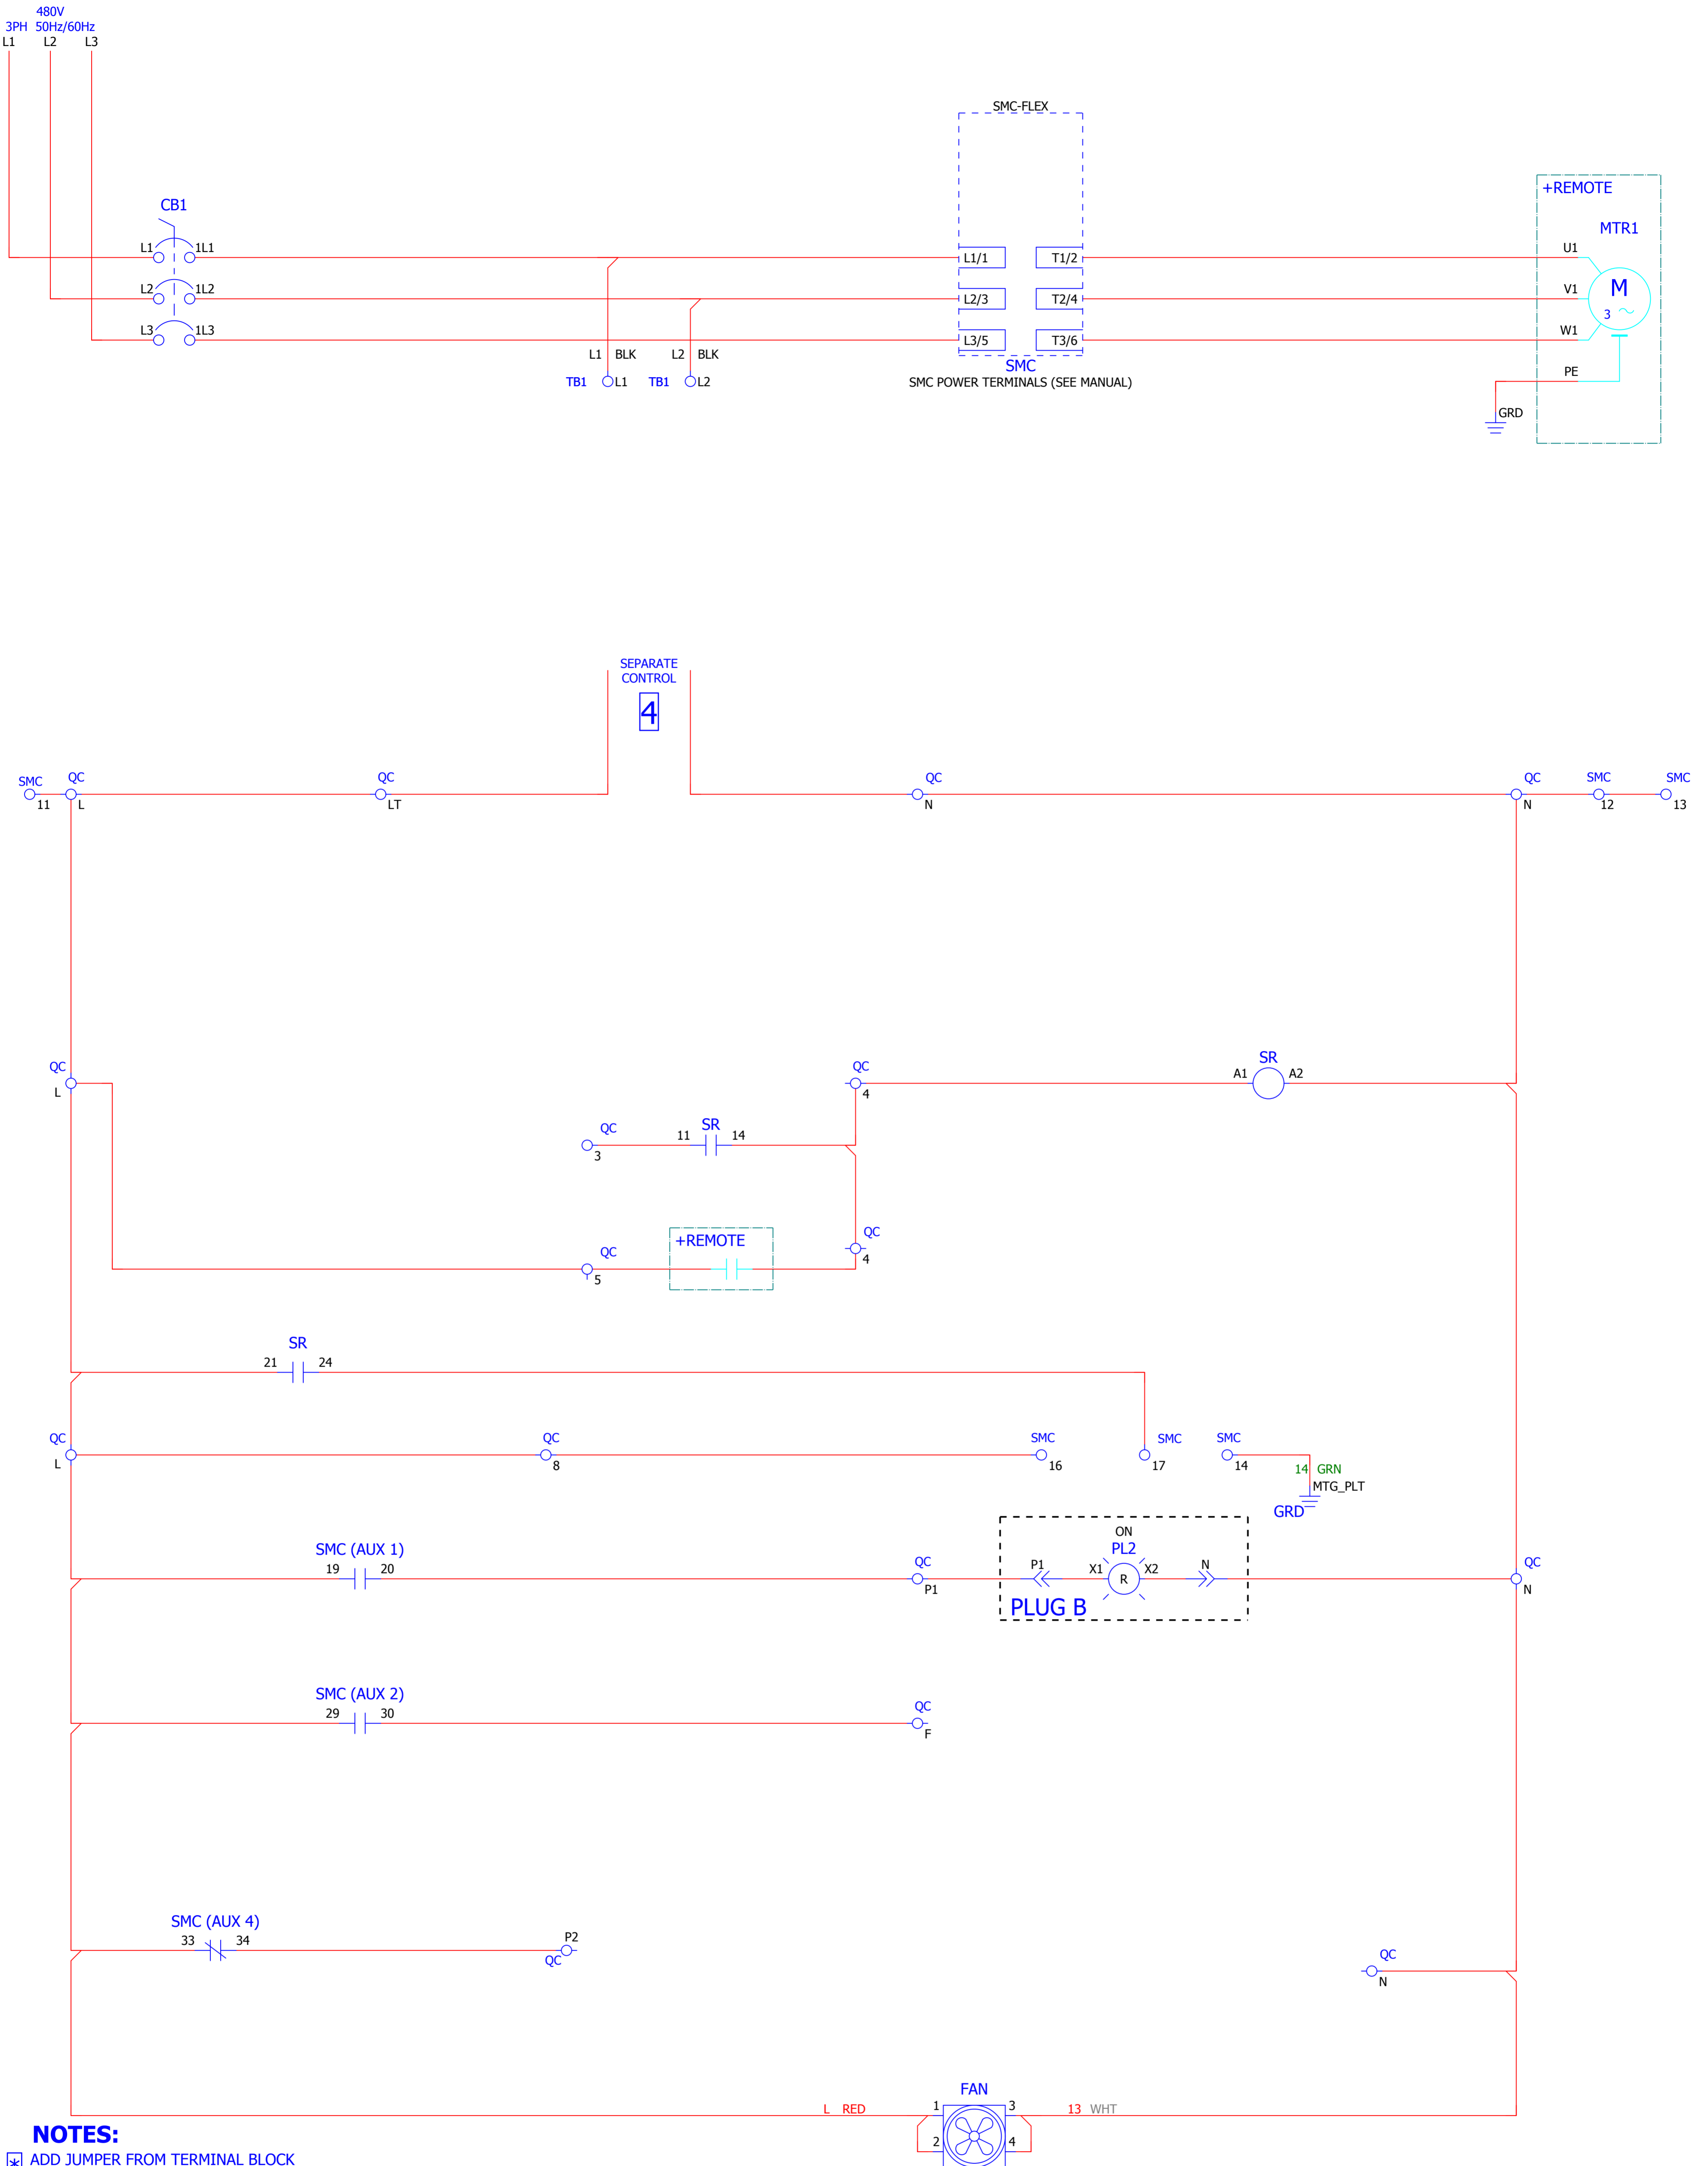 480V
3PH 50Hz/60Hz
L1 L2 L3
SMC-FLEX
+REMOTE
CB1
MTR1
L1 1L1 L1/1 T1/2 U1
L2 1L2 L2/3 T2/4 V1
M
3
L3 1L3 L3/5 T3/6 W1
L1 BLK L2 BLK
SMC
PE
TB1 L1 TB1 L2
SMC POWER TERMINALS (SEE MANUAL)
GRD
SEPARATE
CONTROL
4
SMC QC QC QC QC SMC SMC
11 L LT N N 12 13
QC QC SR
L 4 A1 A2
QC 11 SR 14
3
QC +REMOTE QC
5 4
SR
21 24
QC QC SMC SMC SMC
L 8 16 17 14
14 GRN
MTG_PLT
GRD
SMC (AUX 1) ON
19 20 QC P1 X1 PL2 X2 N QC
P1 R N
PLUG B
SMC (AUX 2)
29 30 QC
F
SMC (AUX 4)
33 34 P2
QC QC
N
FAN
L RED 1 3 13 WHT
2 4
NOTES:
* ADD JUMPER FROM TERMINAL BLOCK